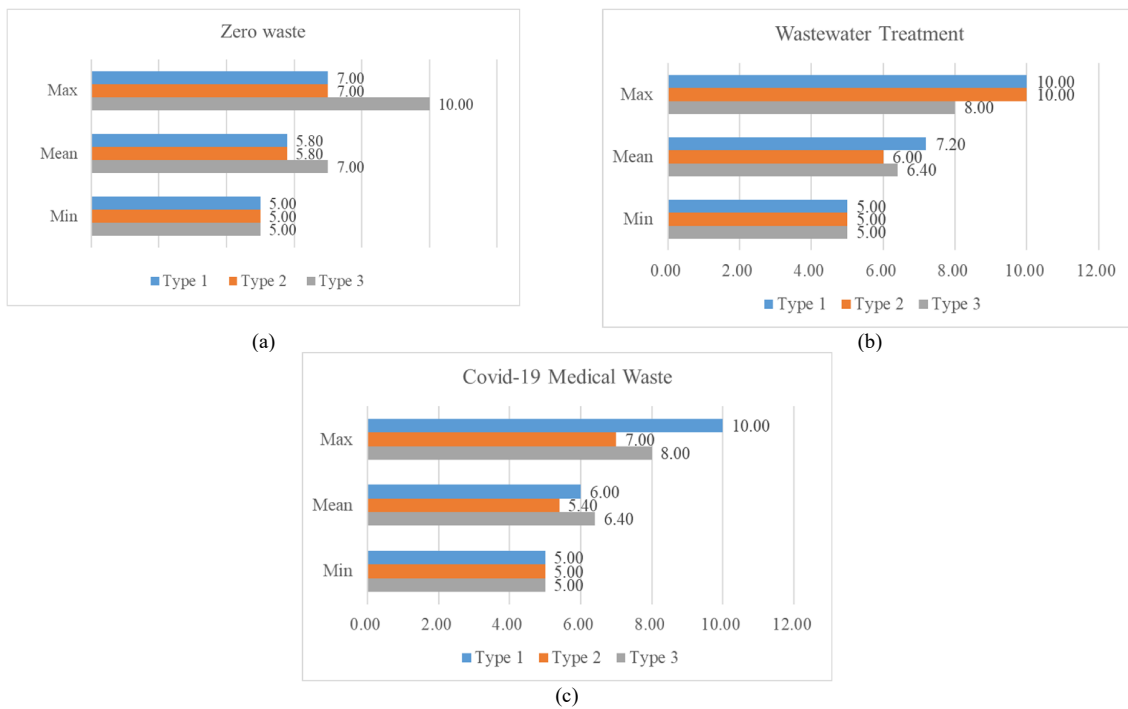 Zero waste
Max
7.00
7.00
10.00
Mean
5.80
5.80
7.00
Min
5.00
5.00
5.00
Type 1 Type 2 Type 3
(a)
Wastewater Treatment
Max
10.00
10.00
8.00
Mean
7.20
6.00
6.40
Min
5.00
5.00
5.00
0.00 2.00 4.00 6.00 8.00 10.00 12.00
Type 1 Type 2 Type 3
(b)
Covid-19 Medical Waste
Max
10.00
7.00
8.00
Mean
6.00
5.40
6.40
Min
5.00
5.00
5.00
0.00 2.00 4.00 6.00 8.00 10.00 12.00
Type 1 Type 2 Type 3
(c)